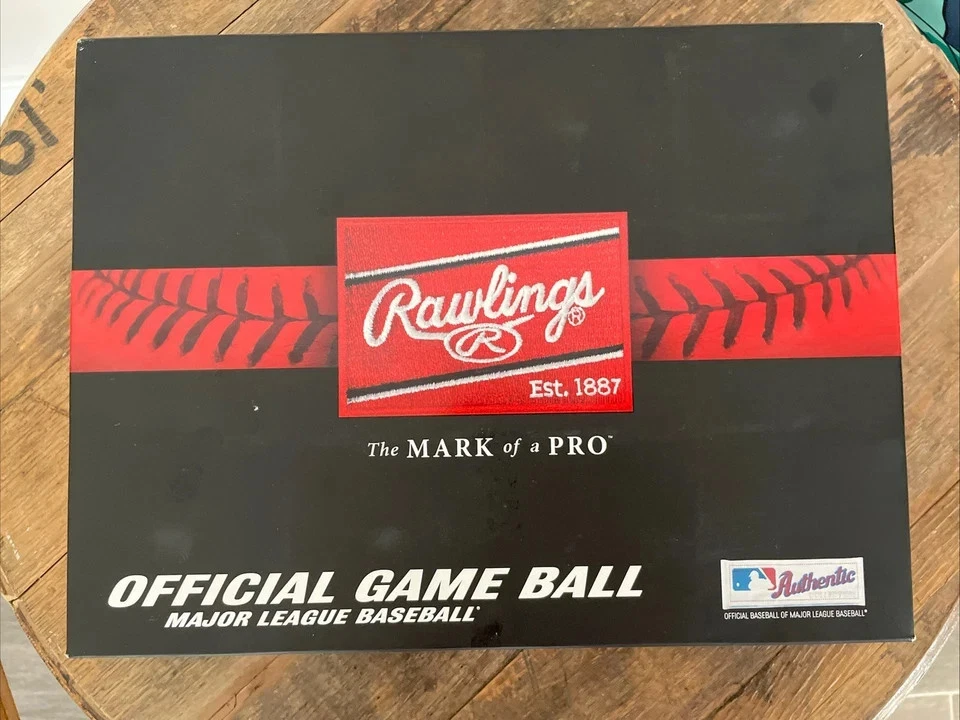 Rawlings®
R
Est. 1887
The MARK of a PRO™
OFFICIAL GAME BALL
MAJOR LEAGUE BASEBALL®
Authentic
COLLECTION
OFFICIAL BASEBALL OF MAJOR LEAGUE BASEBALL®